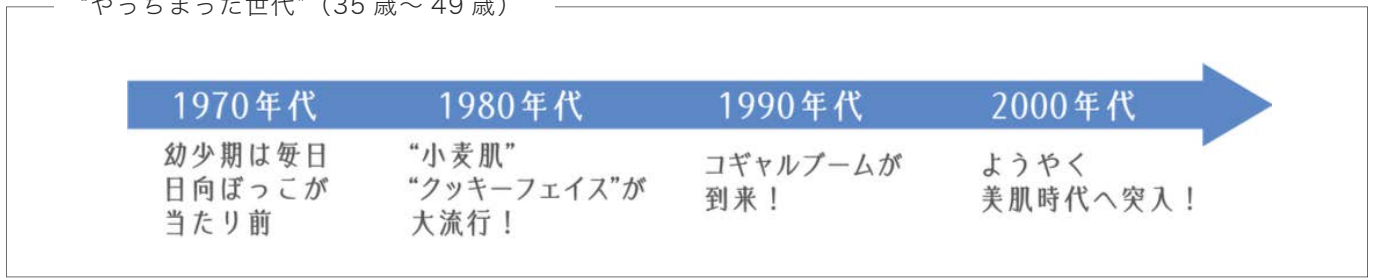 “やっちまった世代”（35歳〜49歳）
1970年代
1980年代
1990年代
2000年代
幼少期は毎日
日向ぼっこが
当たり前
“小麦肌”
“クッキーフェイス”が
大流行！
コギャルブームが
到来！
ようやく
美肌時代へ突入！